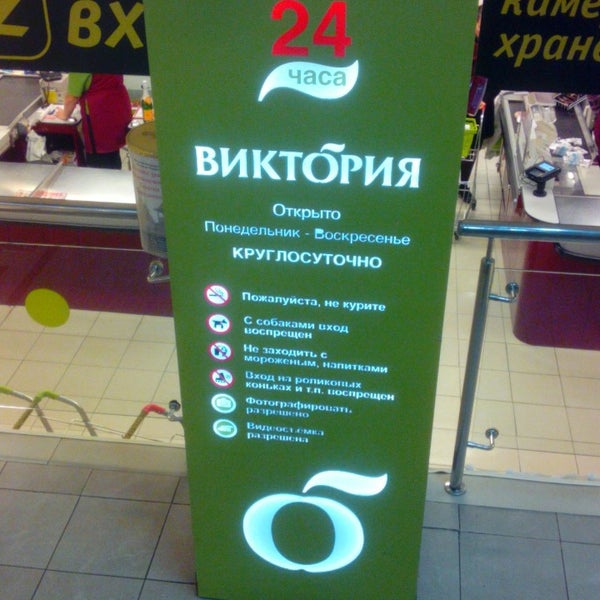 ВХ
24
часа
каме
хране
ВИКТОРИЯ
Открыто
Понедельник - Воскресенье
КРУГЛОСУТОЧНО
Пожалуйста, не курите
С собаками вход
воспрещен
Не заходить с
мороженым, напитками
Вход на роликовых
коньках и т.п. воспрещен
Фотографировать
разрешено
Видеосъёмка
разрешена